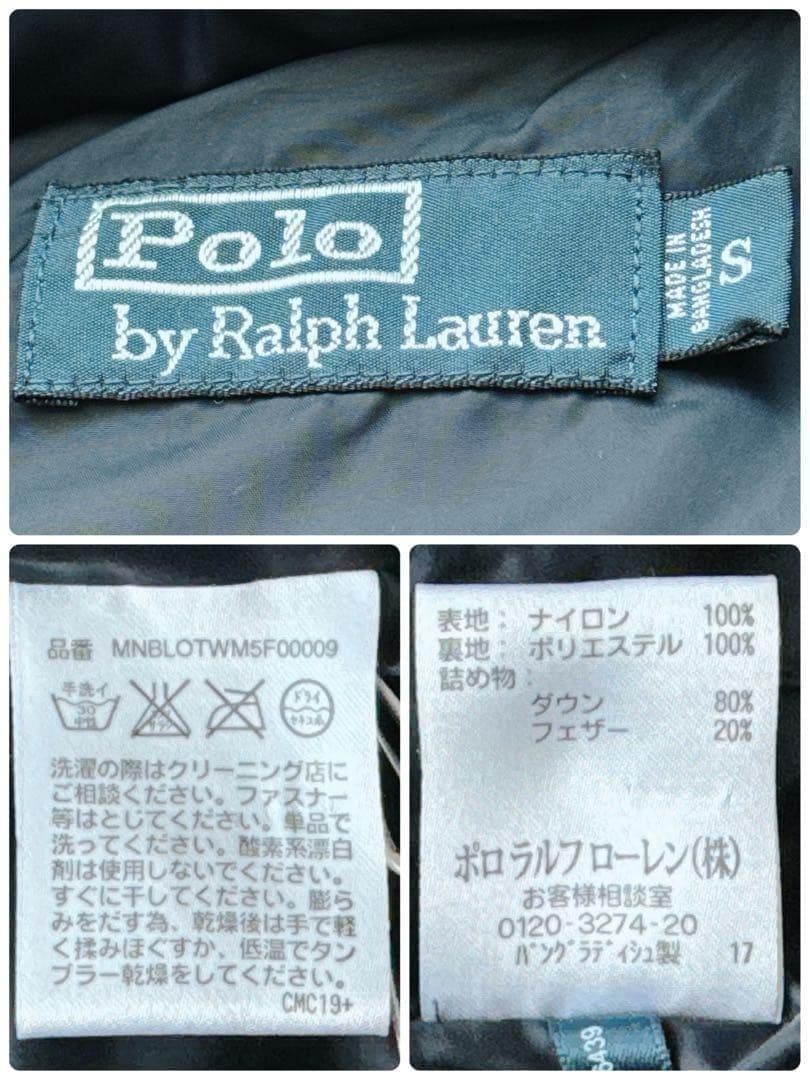 Polo
by Ralph Lauren
MADE IN
BANGLADESH
S
品番 MNBLOTWM5F00009
手洗イ
30
中性
エンソ
サラシ
ドライ
セキユ系
洗濯の際はクリーニング店に
ご相談ください。ファスナー
等はとじてください。単品で
洗ってください。酸素系漂白
剤は使用しないでください。
すぐに干してください。膨ら
みをだす為、乾燥後は手で軽
く揉みほぐすか、低温でタン
ブラー乾燥をしてください。
CMC19+
表地： ナイロン 100%
裏地： ポリエステル 100%
詰め物：
ダウン 80%
フェザー 20%
ポロ ラルフ ローレン(株)
お客様相談室
0120-3274-20
バングラディシュ製 17